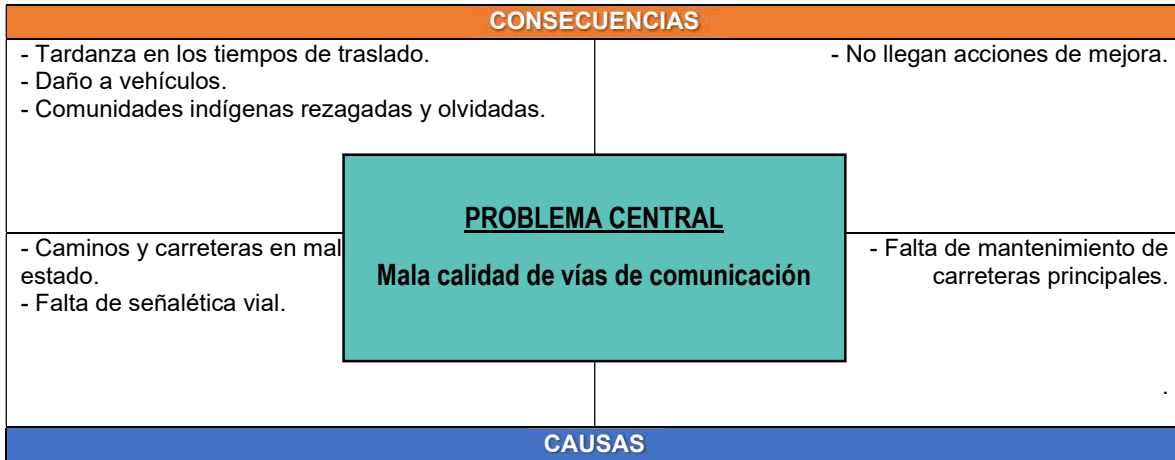 CONSECUENCIAS
- Tardanza en los tiempos de traslado.
- Daño a vehículos.
- Comunidades indígenas rezagadas y olvidadas.
- No llegan acciones de mejora.
PROBLEMA CENTRAL
Mala calidad de vías de comunicación
- Caminos y carreteras en mal
estado.
- Falta de señalética vial.
- Falta de mantenimiento de
carreteras principales.
.
CAUSAS